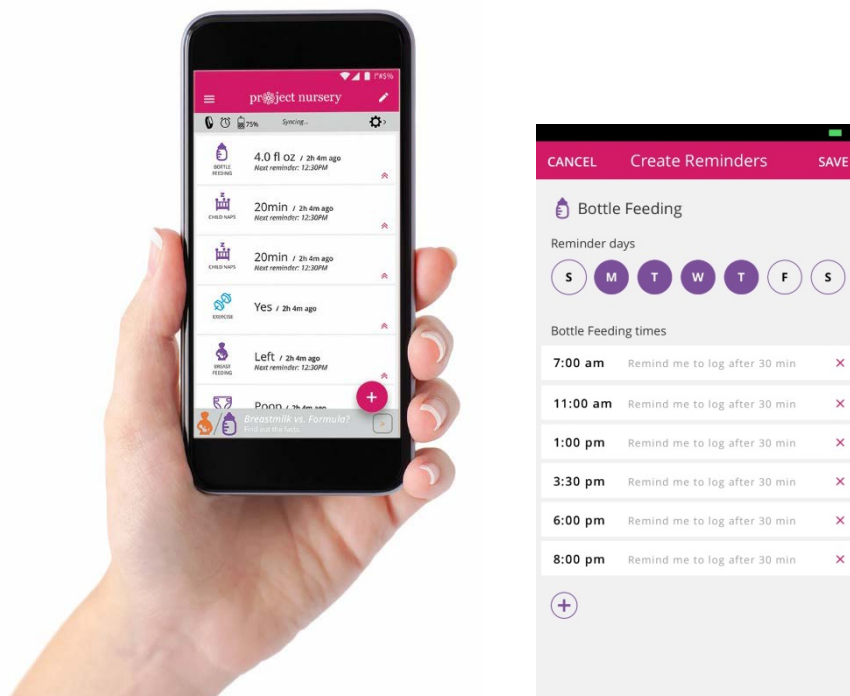 project nursery
75%
Syncing...
BOTTLE
FEEDING
4.0 fl oz / 2h 4m ago
Next reminder: 12:30PM
CHILD NAPS
20min / 2h 4m ago
Next reminder: 12:30PM
CHILD NAPS
20min / 2h 4m ago
Next reminder: 12:30PM
EXERCISE
Yes / 2h 4m ago
BREAST
FEEDING
Left / 2h 4m ago
Next reminder: 12:30PM
Poop / 2h 4m ago
Breastmilk vs. Formula?
Find out the facts.
CANCEL Create Reminders SAVE
Bottle Feeding
Reminder days
S M T W T F S
Bottle Feeding times
7:00 am Remind me to log after 30 min
11:00 am Remind me to log after 30 min
1:00 pm Remind me to log after 30 min
3:30 pm Remind me to log after 30 min
6:00 pm Remind me to log after 30 min
8:00 pm Remind me to log after 30 min